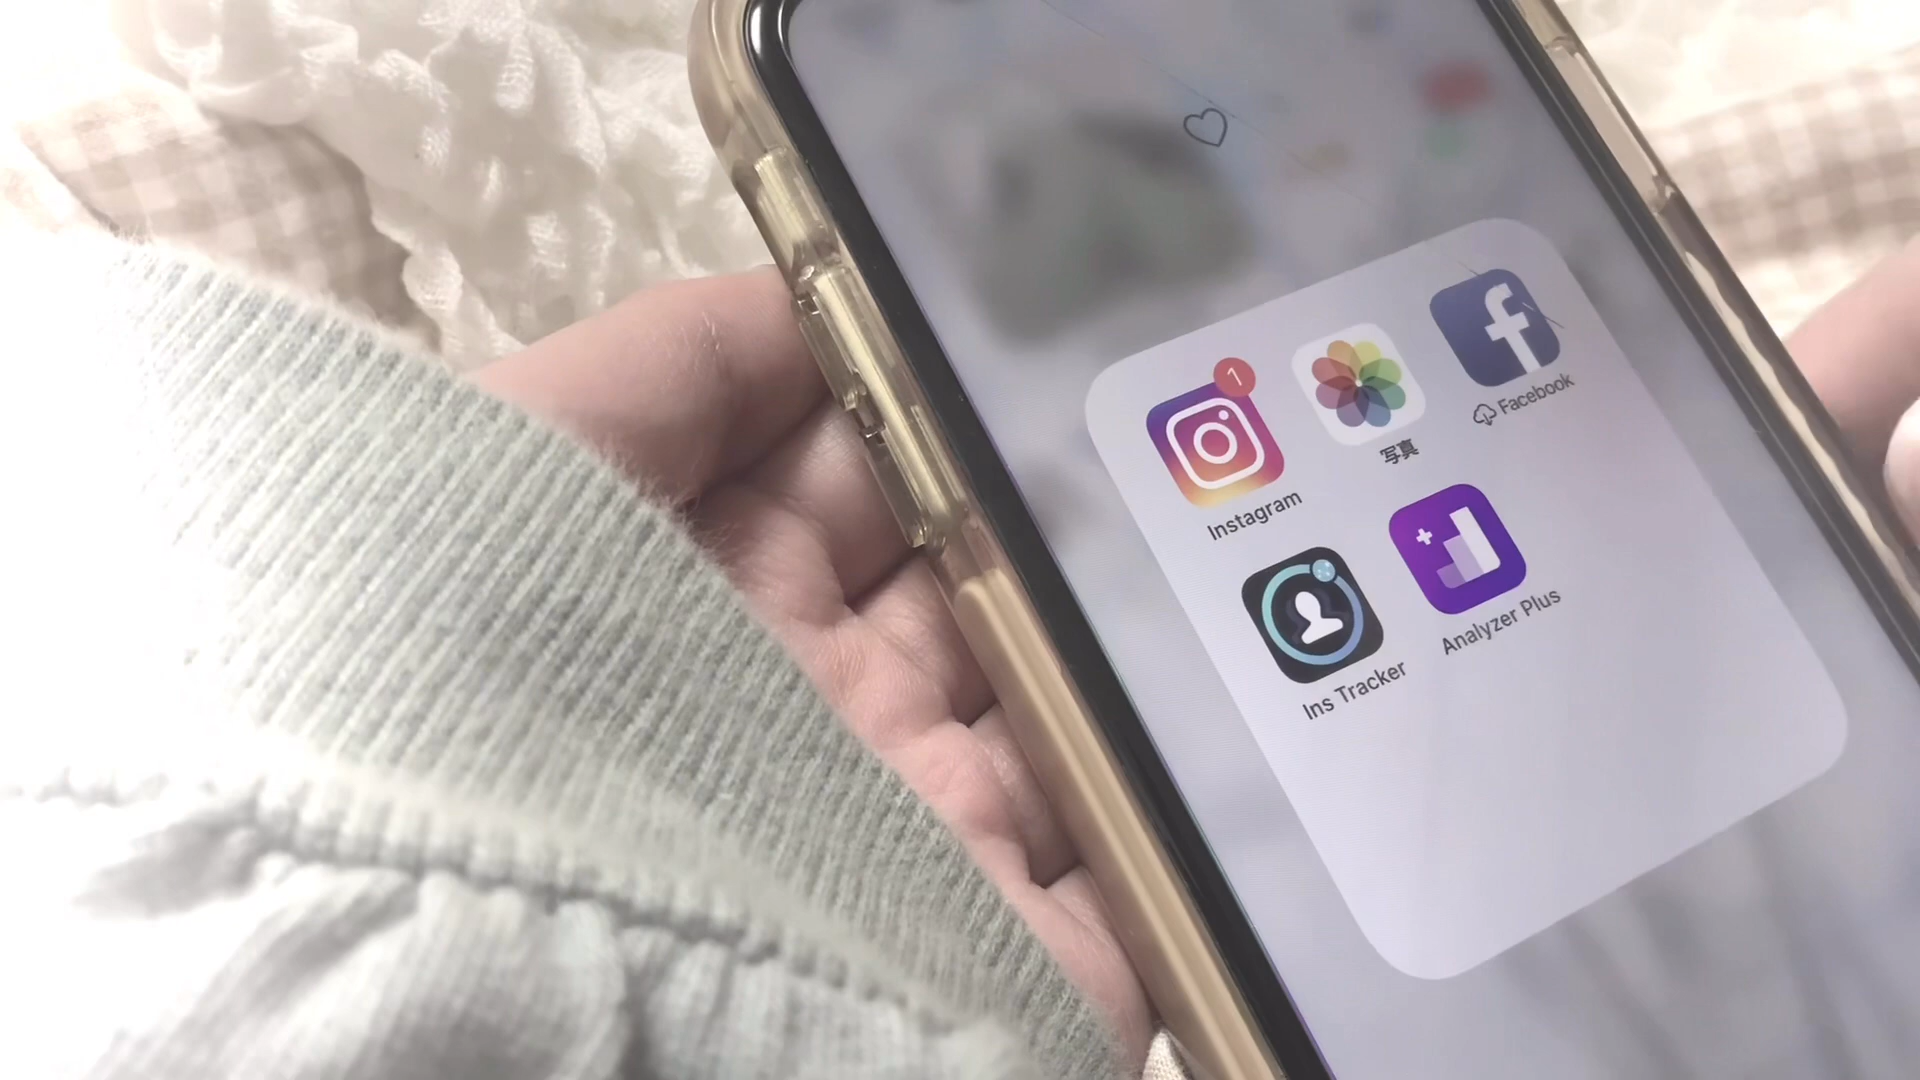 1
Instagram
写真
Facebook
Ins Tracker
Analyzer Plus